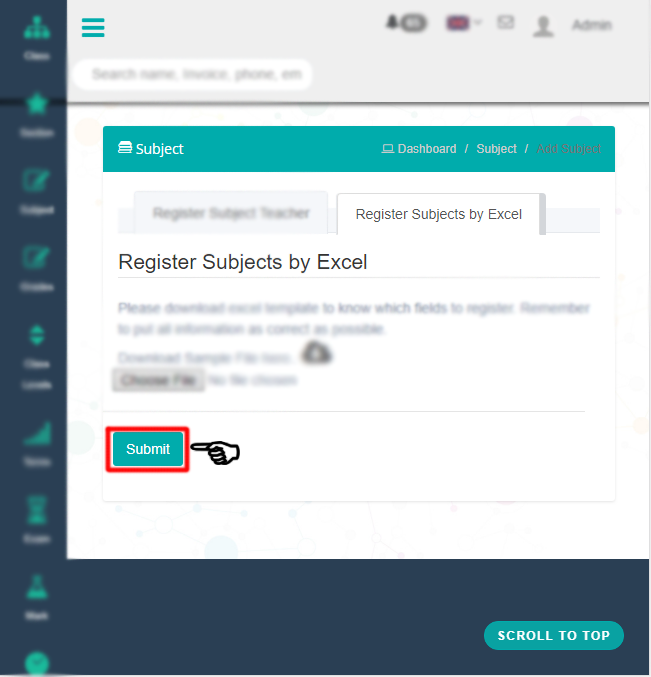 Admin
Search name, Invoice, phone, em
Class
Subject
Dashboard / Subject / Add Subject
Section
Register Subject Teacher
Register Subjects by Excel
Subject
Register Subjects by Excel
Grades
Please download excel template to know which fields to register. Remember
to put all information as correct as possible.
Download Sample File here.
Class
Levels
Choose File No file chosen
Submit
Exam
Mark
SCROLL TO TOP